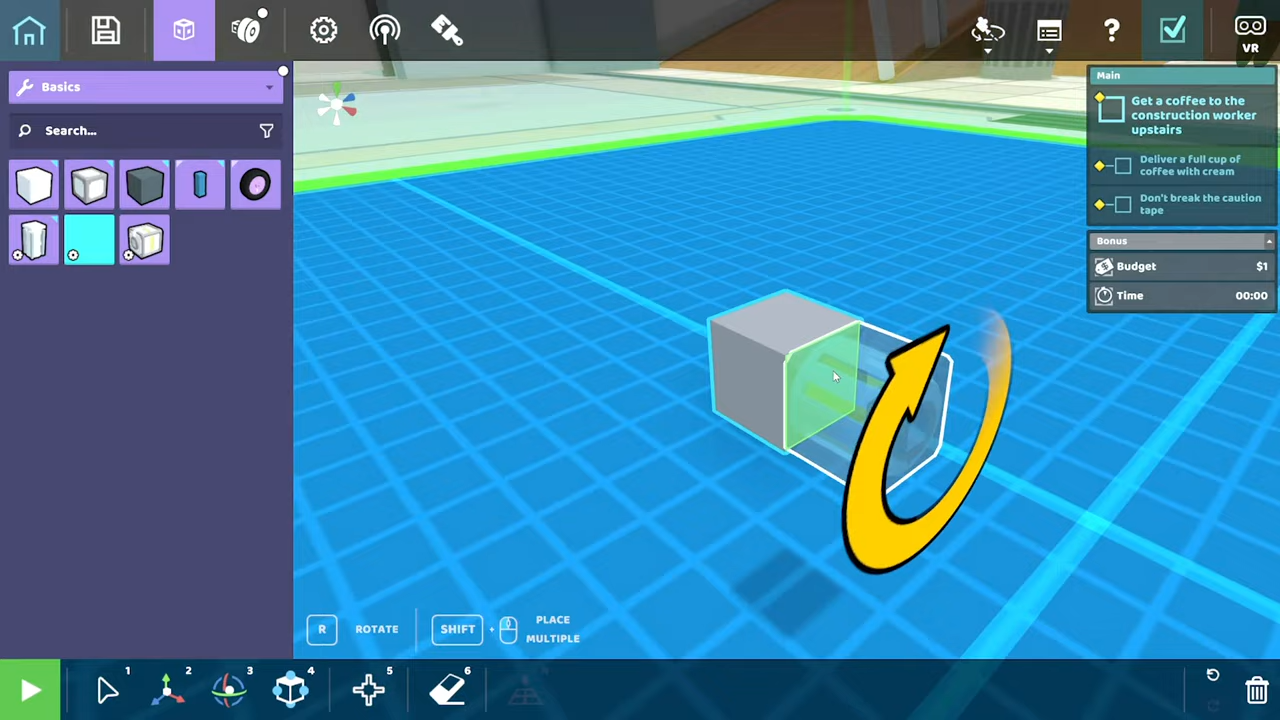 VR
Basics
Search...
Main
Get a coffee to the
construction worker
upstairs
Deliver a full cup of
coffee with cream
Don't break the caution
tape
Bonus
Budget $1
Time 00:00
R ROTATE SHIFT + PLACE
MULTIPLE
1 2 3 4 5 6